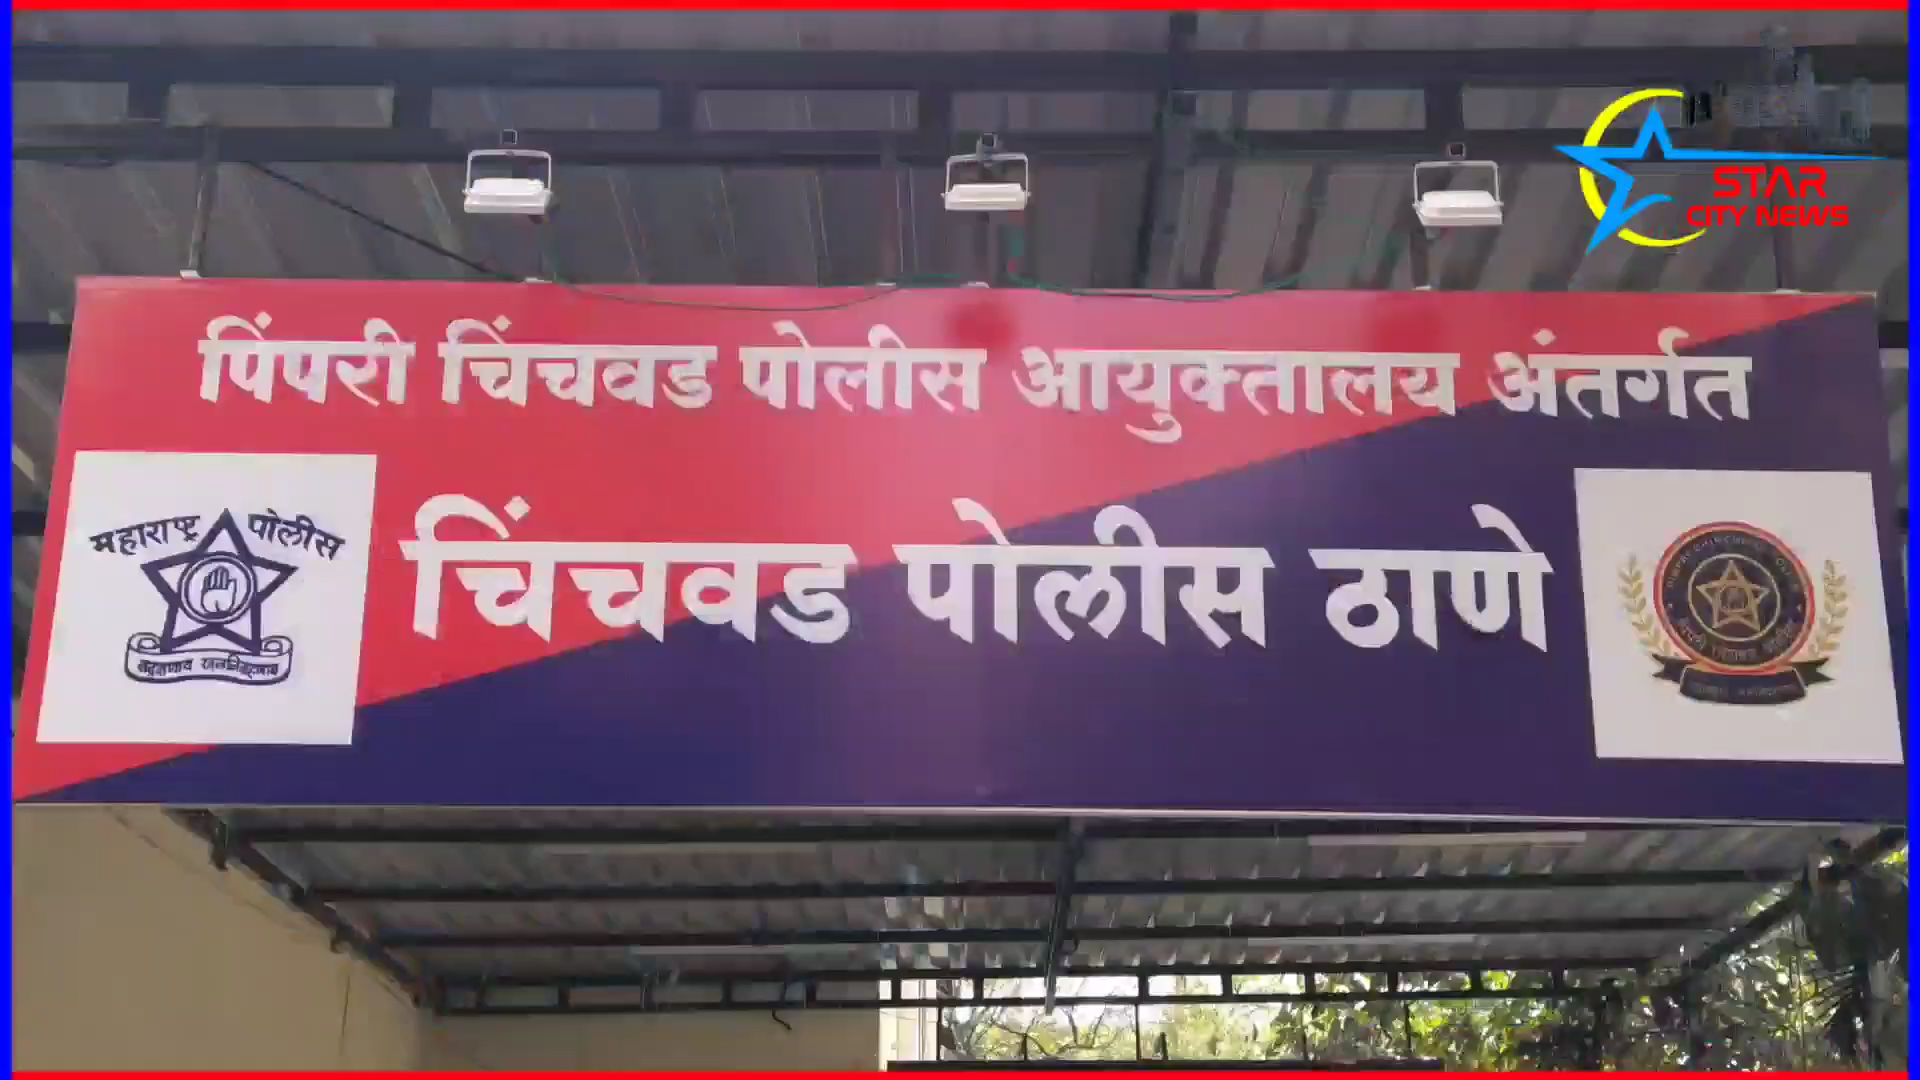 STAR
CITY NEWS
पिंपरी चिंचवड पोलीस आयुक्तालय अंतर्गत
महाराष्ट्र पोलीस
चिंचवड पोलीस ठाणे